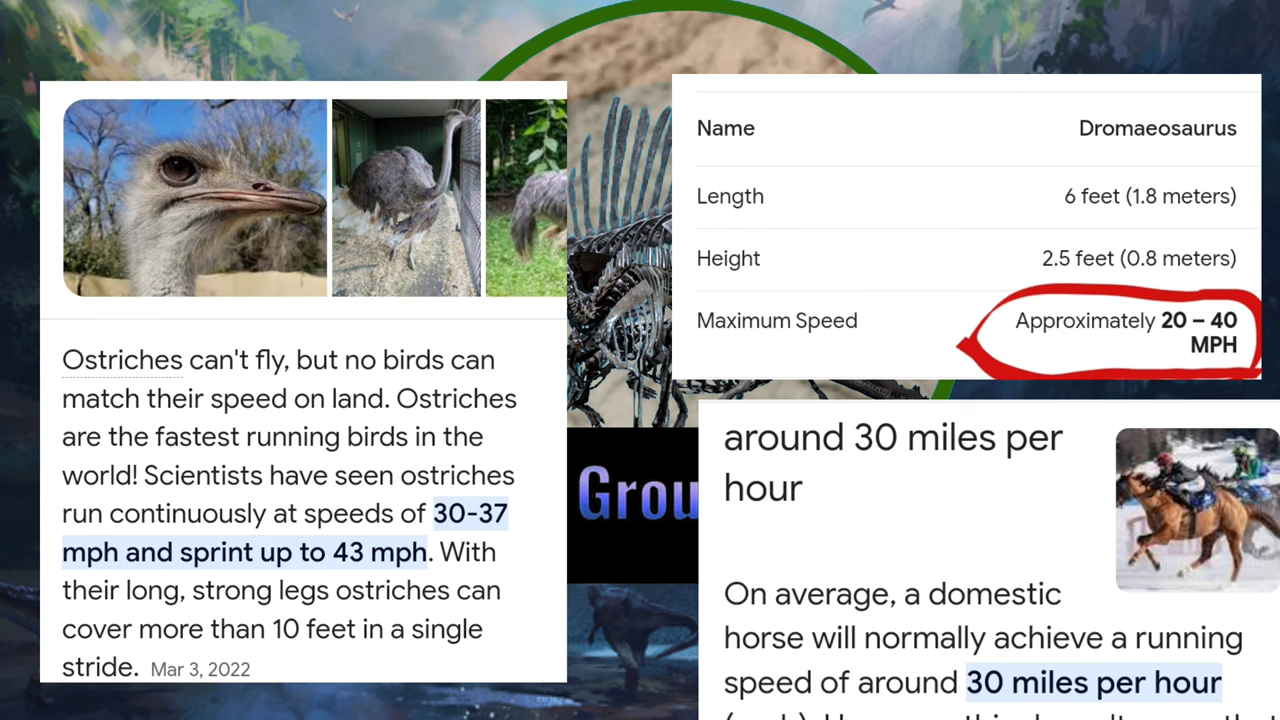 Name Dromaeosaurus
Length 6 feet (1.8 meters)
Height 2.5 feet (0.8 meters)
Maximum Speed Approximately 20 – 40
MPH
Ostriches can't fly, but no birds can
match their speed on land. Ostriches
are the fastest running birds in the
world! Scientists have seen ostriches
run continuously at speeds of 30-37
mph and sprint up to 43 mph. With
their long, strong legs ostriches can
cover more than 10 feet in a single
stride. Mar 3, 2022
Grou
around 30 miles per
hour
On average, a domestic
horse will normally achieve a running
speed of around 30 miles per hour